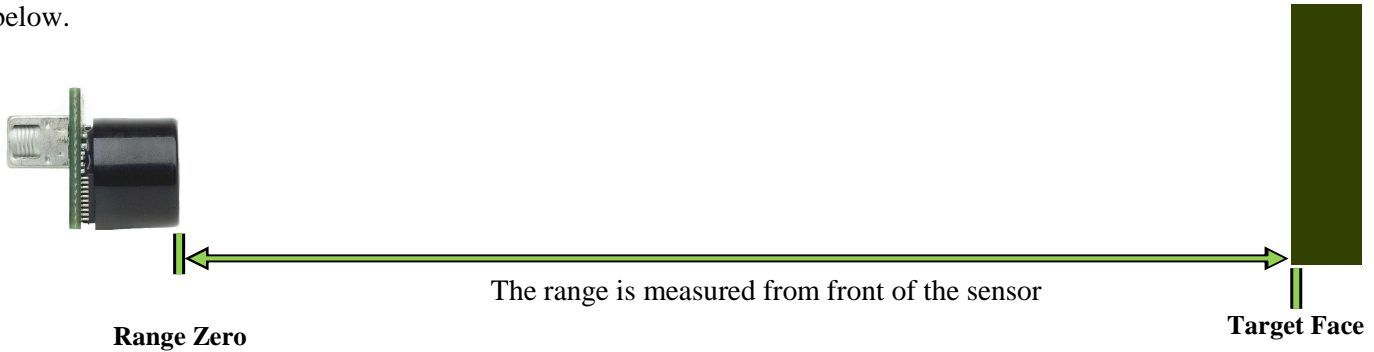 below.
The range is measured from front of the sensor
Range Zero
Target Face